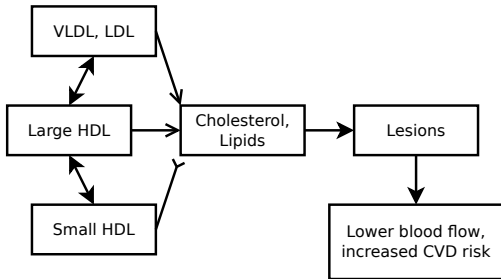 VLDL, LDL
Large HDL
Cholesterol,
Lipids
Lesions
Small HDL
Lower blood flow,
increased CVD risk